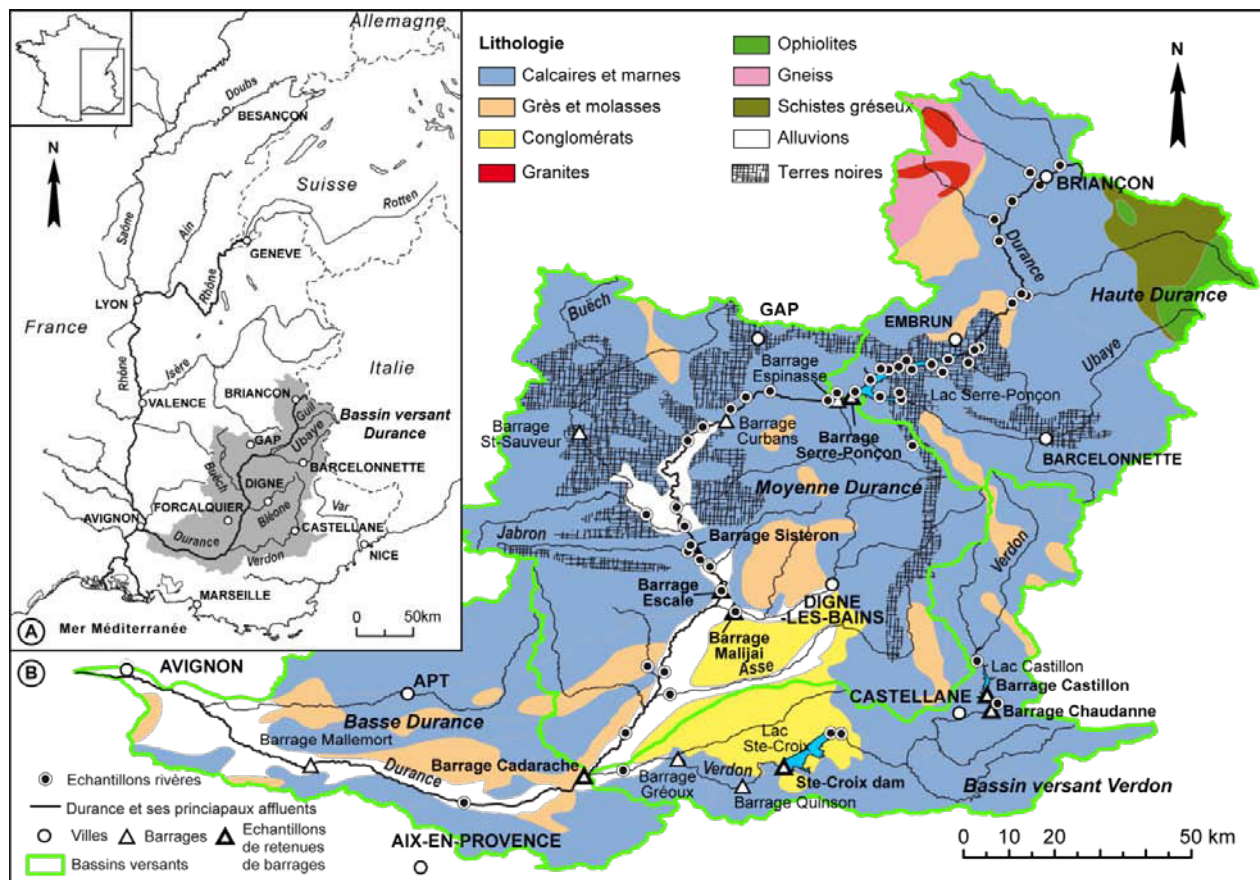 Allemagne
Doubs
BESANÇON
N
Suisse
Saône
Ain
Rotten
GENEVE
Rhône
LYON
France
Rhône
Isère
Italie
VALENCE
BRIANÇON
Guil
Bassin versant
Durance
GAP
Ubaye
BARCELONNETTE
Buëch
DIGNE
FORCALQUIER
Bléone
Var
AVIGNON
CASTELLANE
Durance
Verdon
NICE
MARSEILLE
0 50km
A
Mer Méditerranée
Lithologie
Calcaires et marnes
Grès et molasses
Conglomérats
Granites
Ophiolites
Gneiss
Schistes gréseux
Alluvions
Terres noires
N
BRIANÇON
Durance
Haute Durance
Buëch
GAP
EMBRUN
Ubaye
Barrage
Espinasse
Lac Serre-Ponçon
Barrage
St-Sauveur
Barrage
Curbans
Barrage
Serre-Ponçon
BARCELONNETTE
Moyenne Durance
Jabron
Barrage Sistéron
Verdon
Barrage
Escale
DIGNE
-LES-BAINS
Barrage
Malijai
Asse
B
AVIGNON
APT
Lac Castillon
Barrage Castillon
CASTELLANE
Barrage Chaudanne
Basse Durance
Barrage Mallemort
Lac
Ste-Croix
Durance
Barrage Cadarache
Verdon
Ste-Croix dam
Barrage
Gréoux
Barrage Quinson
Bassin versant Verdon
Echantillons rivères
Durance et ses princiapaux affluents
Villes
Barrages
Echantillons
de retenues
de barrages
Bassins versants
AIX-EN-PROVENCE
0 10 20 50 km